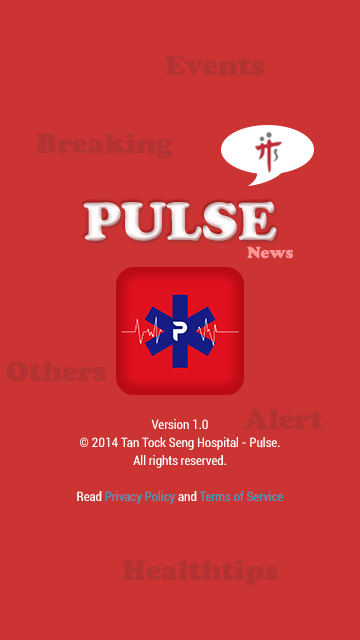 Events
Breaking
TTS
PULSE
News
P
Others
Alert
Version 1.0
© 2014 Tan Tock Seng Hospital - Pulse.
All rights reserved.
Read Privacy Policy and Terms of Service
Healthtips